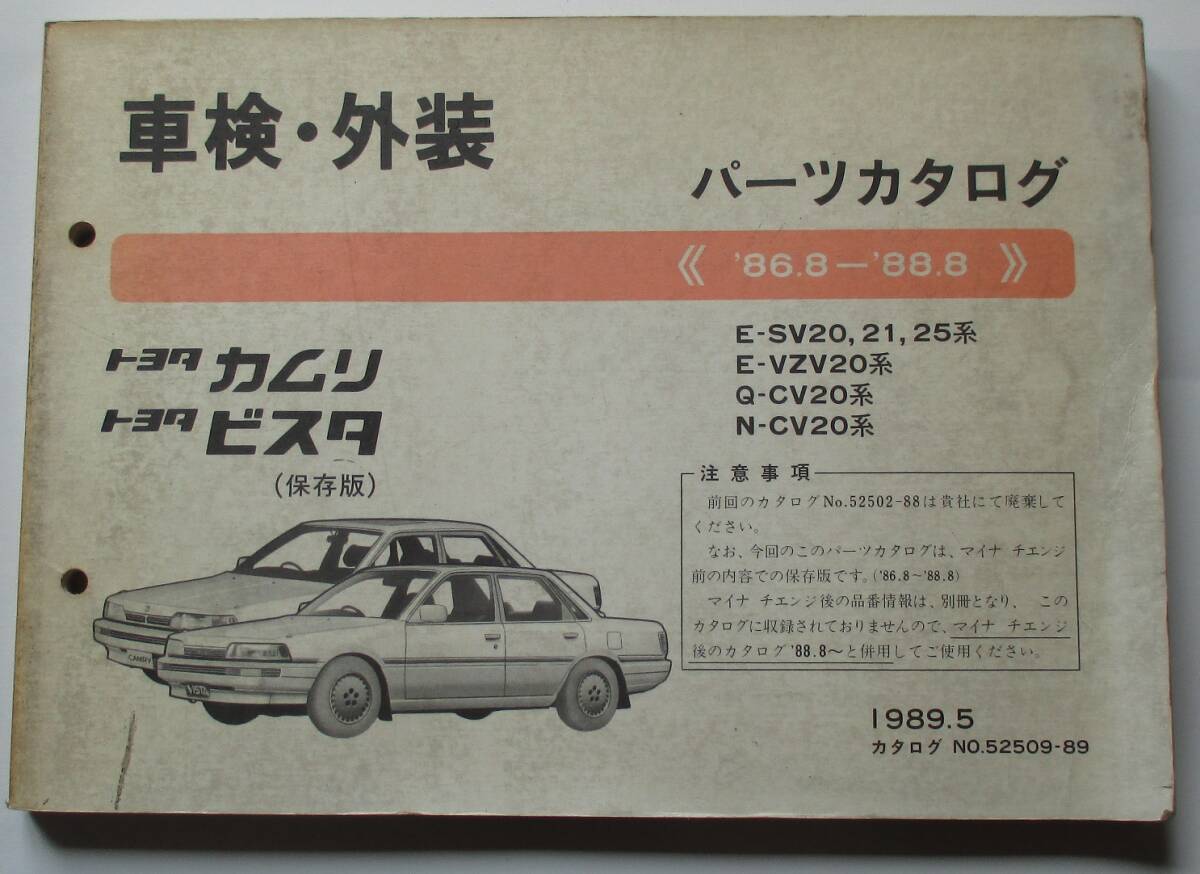 車検・外装
パーツカタログ
《 '86.8―'88.8 》
トヨタ カムリ
トヨタ ビスタ
(保存版)
E-SV20, 21, 25系
E-VZV20系
Q-CV20系
N-CV20系
注意事項
前回のカタログNo.52502-88は貴社にて廃棄して
ください。
なお、今回のこのパーツカタログは、マイナ チエンジ
前の内容での保存版です。('86.8~'88.8)
マイナ チエンジ後の品番情報は、別冊となり、 この
カタログに収録されておりませんので、マイナ チエンジ
後のカタログ'88.8～と併用してご使用ください。
CAMRY
VISTA
1989.5
カタログ NO.52509-89